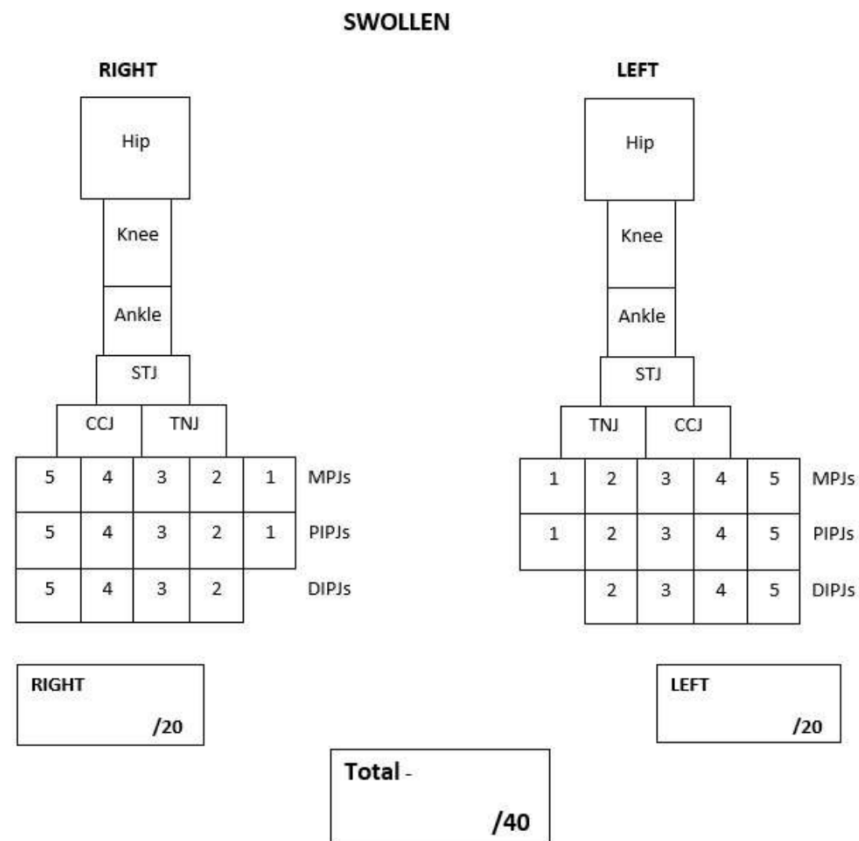 SWOLLEN
RIGHT LEFT
Hip Hip
Knee Knee
Ankle Ankle
STJ STJ
CCJ TNJ TNJ CCJ
5 4 3 2 1 MPJs 1 2 3 4 5 MPJs
5 4 3 2 1 PIPJs 1 2 3 4 5 PIPJs
5 4 3 2 DIPJs 2 3 4 5 DIPJs
RIGHT LEFT
/20 /20
Total -
/40